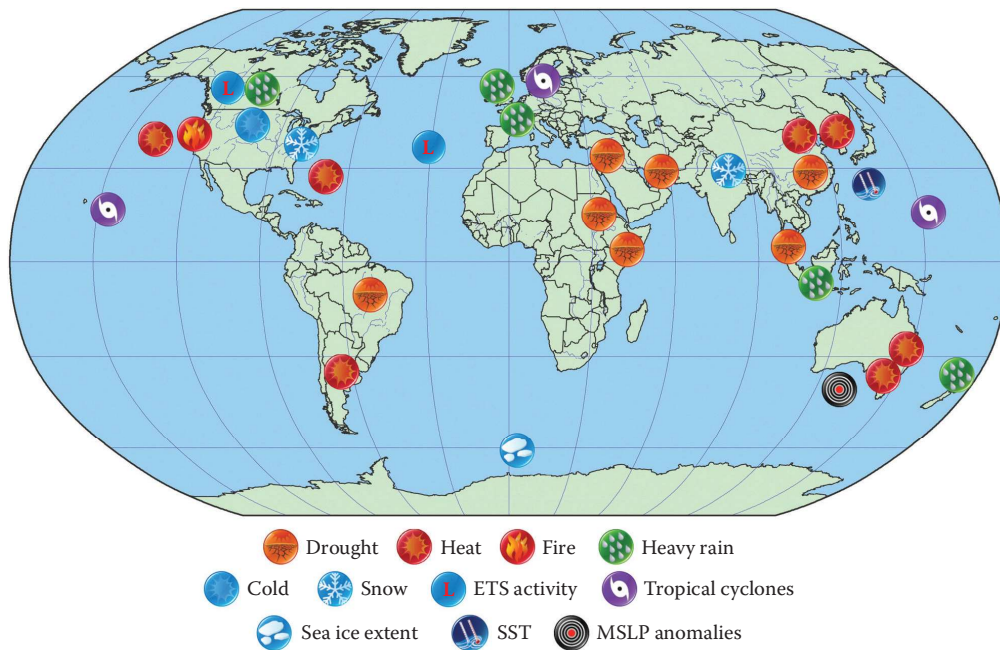 L
L
Drought Heat Fire Heavy rain
Cold Snow L ETS activity Tropical cyclones
Sea ice extent SST MSLP anomalies